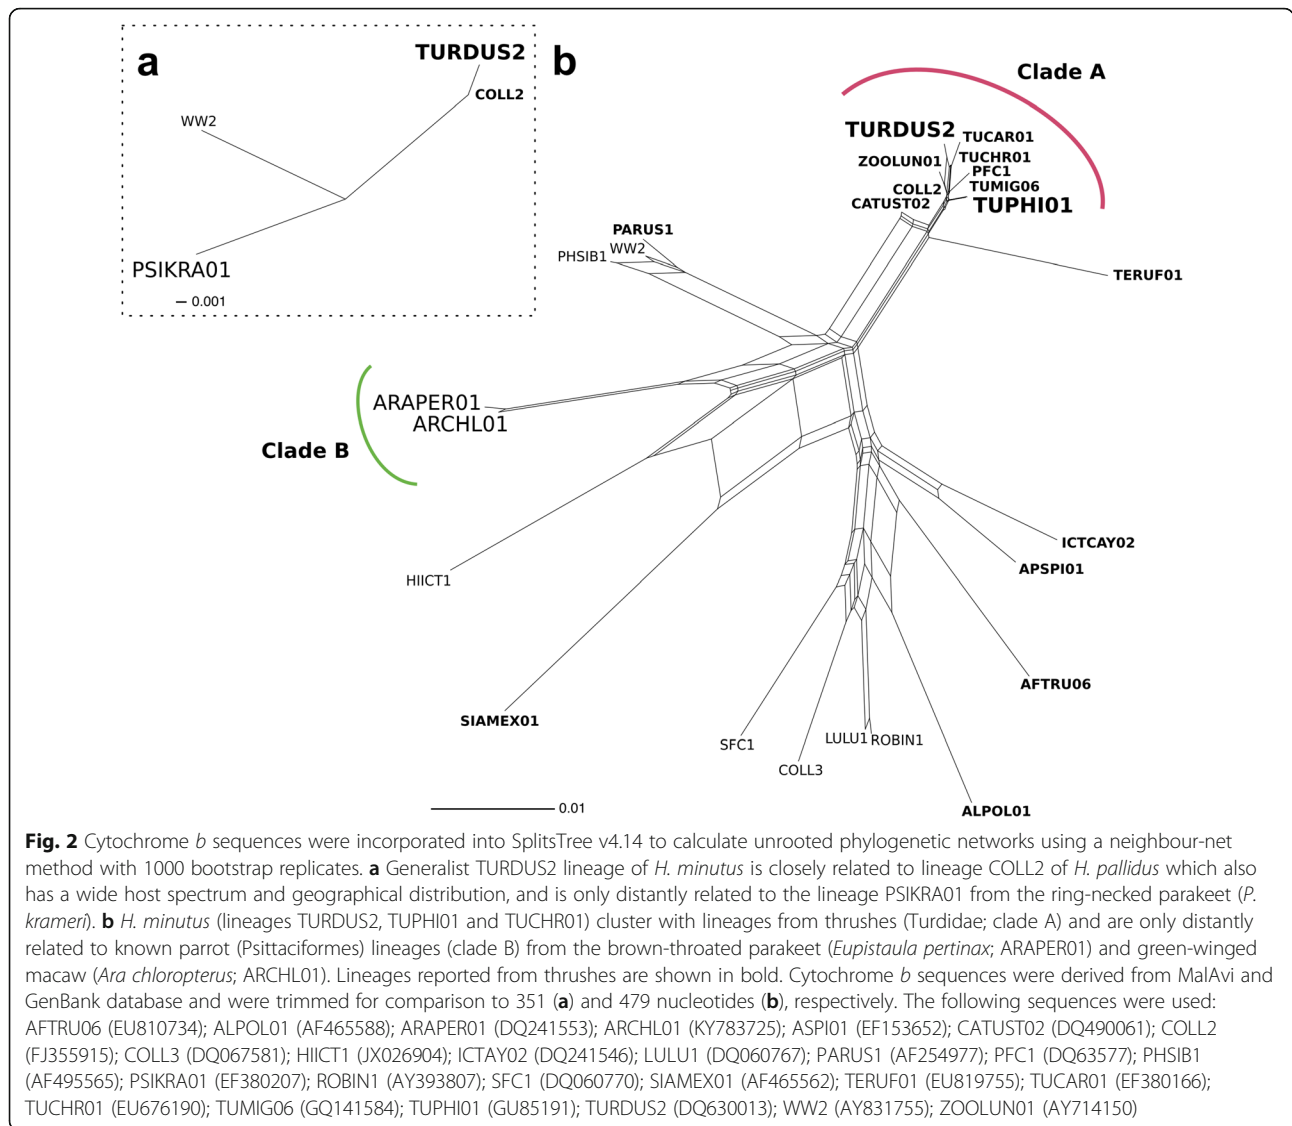 a
TURDUS2
COLL2
WW2
PSIKRA01
0.001
b
Clade A
TURDUS2
TUCAR01
ZOOLUN01
TUCHR01
PFC1
COLL2
TUMIG06
CATUST02
TUPHI01
PARUS1
WW2
PHSIB1
TERUF01
ARAPER01
ARCHL01
Clade B
ICTCAY02
APSPI01
HIICT1
AFTRU06
SIAMEX01
SFC1
LULU1
ROBIN1
COLL3
0.01
ALPOL01
Fig. 2 Cytochrome b sequences were incorporated into SplitsTree v4.14 to calculate unrooted phylogenetic networks using a neighbour-net
method with 1000 bootstrap replicates. a Generalist TURDUS2 lineage of H. minutus is closely related to lineage COLL2 of H. pallidus which also
has a wide host spectrum and geographical distribution, and is only distantly related to the lineage PSIKRA01 from the ring-necked parakeet (P.
krameri). b H. minutus (lineages TURDUS2, TUPHI01 and TUCHR01) cluster with lineages from thrushes (Turdidae; clade A) and are only distantly
related to known parrot (Psittaciformes) lineages (clade B) from the brown-throated parakeet (Eupistaula pertinax; ARAPER01) and green-winged
macaw (Ara chloropterus; ARCHL01). Lineages reported from thrushes are shown in bold. Cytochrome b sequences were derived from MalAvi and
GenBank database and were trimmed for comparison to 351 (a) and 479 nucleotides (b), respectively. The following sequences were used:
AFTRU06 (EU810734); ALPOL01 (AF465588); ARAPER01 (DQ241553); ARCHL01 (KY783725); ASPI01 (EF153652); CATUST02 (DQ490061); COLL2
(FJ355915); COLL3 (DQ067581); HIICT1 (JX026904); ICTAY02 (DQ241546); LULU1 (DQ060767); PARUS1 (AF254977); PFC1 (DQ63577); PHSIB1
(AF495565); PSIKRA01 (EF380207); ROBIN1 (AY393807); SFC1 (DQ060770); SIAMEX01 (AF465562); TERUF01 (EU819755); TUCAR01 (EF380166);
TUCHR01 (EU676190); TUMIG06 (GQ141584); TUPHI01 (GU85191); TURDUS2 (DQ630013); WW2 (AY831755); ZOOLUN01 (AY714150)